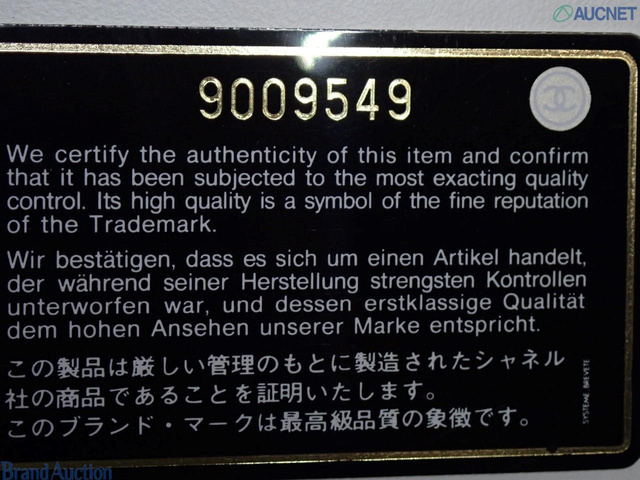 AUCNET
9009549
We certify the authenticity of this item and confirm
that it has been subjected to the most exacting quality
control. Its high quality is a symbol of the fine reputation
of the Trademark.
Wir bestätigen, dass es sich um einen Artikel handelt,
der während seiner Herstellung strengsten Kontrollen
unterworfen war, und dessen erstklassige Qualität
dem hohen Ansehen unserer Marke entspricht.
この製品は厳しい管理のもとに製造されたシャネル
社の商品であることを証明いたします。
このブランド・マークは最高級品質の象徴です。
SYSTEME BREVETE
Brand Auction